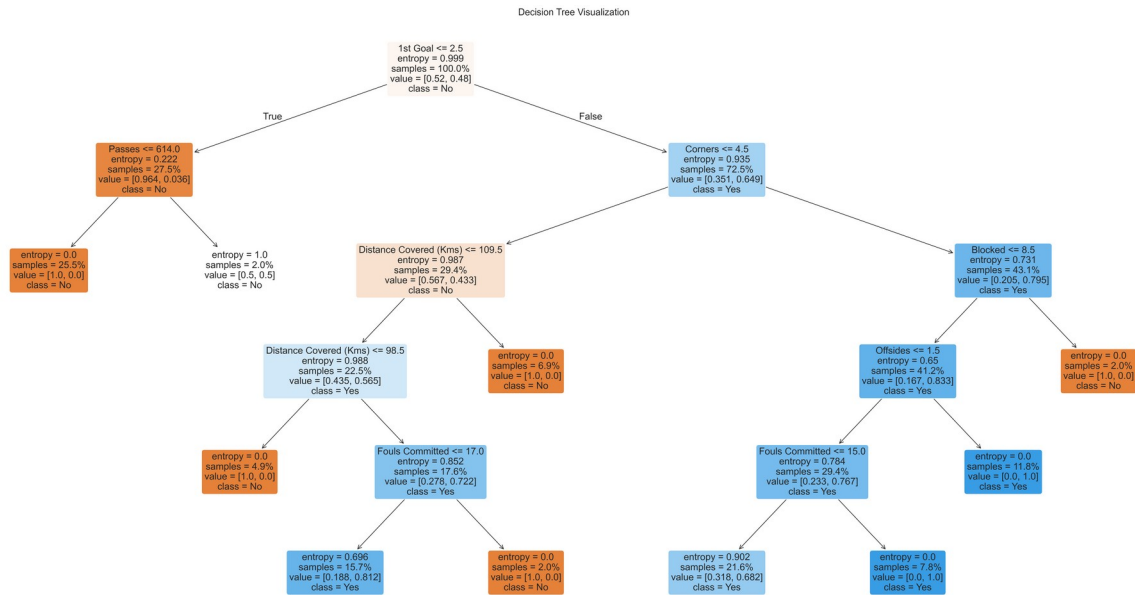 Decision Tree Visualization
1st Goal <= 2.5
entropy = 0.999
samples = 100.0%
value = [0.52, 0.48]
class = No
True
False
Passes <= 614.0
entropy = 0.222
samples = 27.5%
value = [0.964, 0.036]
class = No
Corners <= 4.5
entropy = 0.935
samples = 72.5%
value = [0.351, 0.649]
class = Yes
entropy = 0.0
samples = 25.5%
value = [1.0, 0.0]
class = No
entropy = 1.0
samples = 2.0%
value = [0.5, 0.5]
class = No
Distance Covered (Kms) <= 109.5
entropy = 0.987
samples = 29.4%
value = [0.567, 0.433]
class = No
Blocked <= 8.5
entropy = 0.731
samples = 43.1%
value = [0.205, 0.795]
class = Yes
Distance Covered (Kms) <= 98.5
entropy = 0.988
samples = 22.5%
value = [0.435, 0.565]
class = Yes
entropy = 0.0
samples = 6.9%
value = [1.0, 0.0]
class = No
Offsides <= 1.5
entropy = 0.65
samples = 41.2%
value = [0.167, 0.833]
class = Yes
entropy = 0.0
samples = 2.0%
value = [1.0, 0.0]
class = No
entropy = 0.0
samples = 4.9%
value = [1.0, 0.0]
class = No
Fouls Committed <= 17.0
entropy = 0.852
samples = 17.6%
value = [0.278, 0.722]
class = Yes
Fouls Committed <= 15.0
entropy = 0.784
samples = 29.4%
value = [0.233, 0.767]
class = Yes
entropy = 0.0
samples = 11.8%
value = [0.0, 1.0]
class = Yes
entropy = 0.696
samples = 15.7%
value = [0.188, 0.812]
class = Yes
entropy = 0.0
samples = 2.0%
value = [1.0, 0.0]
class = No
entropy = 0.902
samples = 21.6%
value = [0.318, 0.682]
class = Yes
entropy = 0.0
samples = 7.8%
value = [0.0, 1.0]
class = Yes